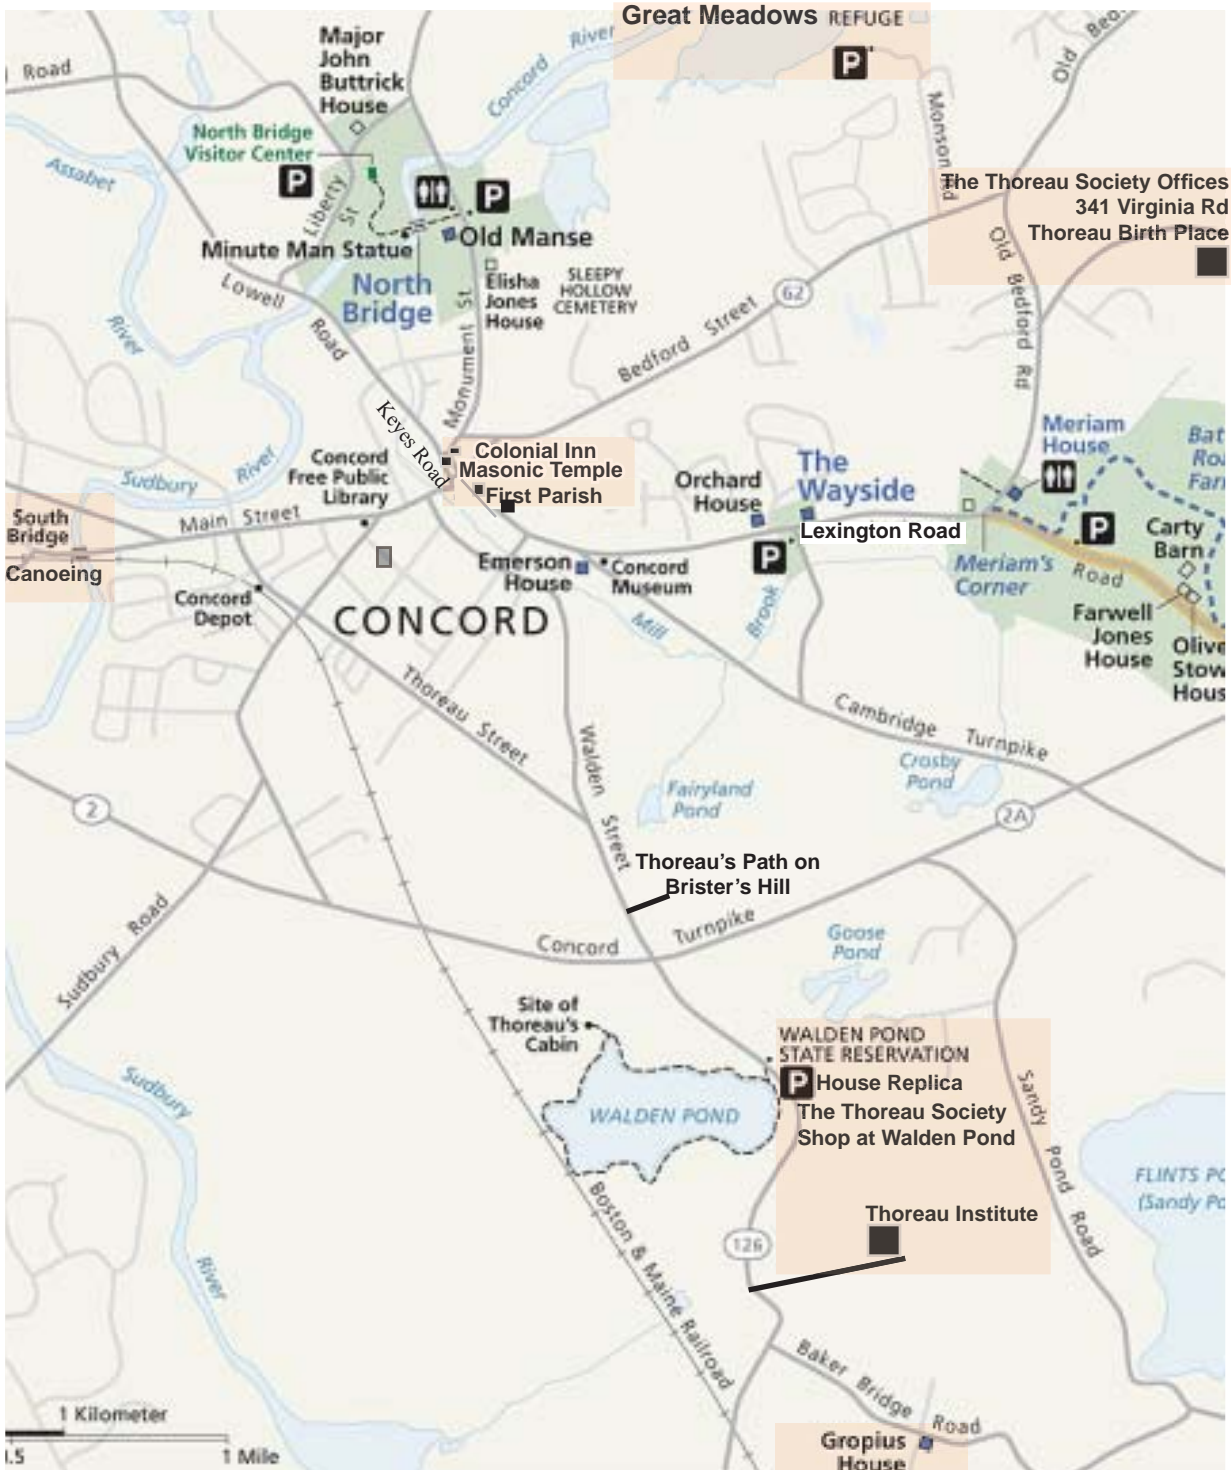 Great Meadows REFUGE
P
Road
Major
John
Buttrick
House
Concord River
Old
Monson Rd
North Bridge
Visitor Center
Assabet
River
P
P
Liberty St
Minute Man Statue
Old Manse
North
Bridge
Elisha
Jones
House
SLEEPY
HOLLOW
CEMETERY
The Thoreau Society Offices
341 Virginia Rd
Thoreau Birth Place
Old Bedford Rd
62
Bedford Street
Lowell Road
Monument St
Keyes Road
Colonial Inn
Masonic Temple
First Parish
Concord
Free Public
Library
Sudbury River
Main Street
South
Bridge
Canoeing
Concord
Depot
CONCORD
Emerson
House
Concord
Museum
Orchard
House
The
Wayside
P
Lexington Road
Meriam
House
Meriam's
Corner
P
Road
Carty
Barn
Farwell
Jones
House
Mill
Brook
Thoreau Street
Walden Street
Cambridge Turnpike
Crosby
Pond
Fairyland
Pond
2
2A
Thoreau's Path on
Brister's Hill
Concord Turnpike
Sudbury Road
Goose
Pond
Site of
Thoreau's
Cabin
WALDEN POND
STATE RESERVATION
P
House Replica
The Thoreau Society
Shop at Walden Pond
WALDEN POND
Sudbury
River
Sandy Pond Road
FLINTS
(Sandy
Thoreau Institute
126
Boston & Maine Railroad
Baker Bridge Road
Gropius
House
1 Kilometer
.5
1 Mile